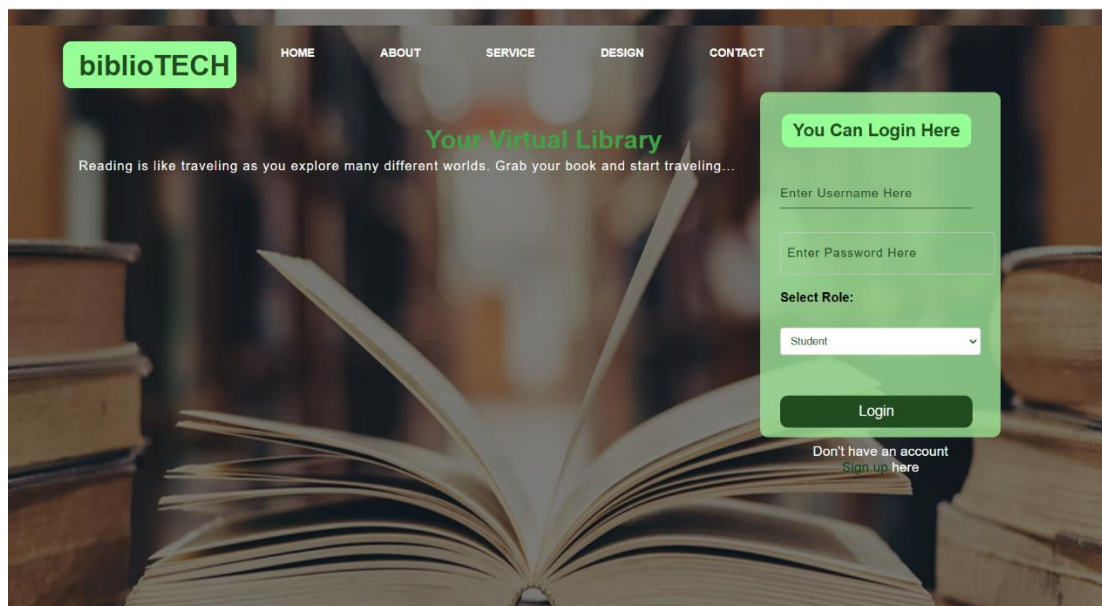 biblioTECH
HOME
ABOUT
SERVICE
DESIGN
CONTACT
Your Virtual Library
Reading is like traveling as you explore many different worlds. Grab your book and start traveling...
You Can Login Here
Enter Username Here
Enter Password Here
Select Role:
Student
Login
Don't have an account
Sign up here